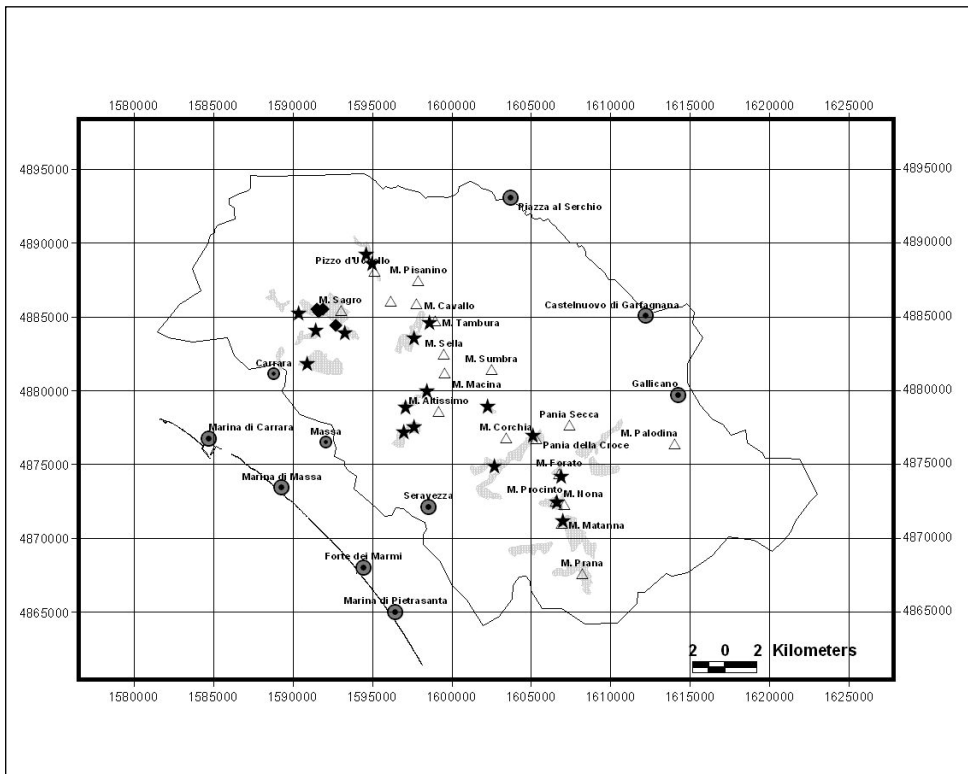 1580000 1585000 1590000 1595000 1600000 1605000 1610000 1615000 1620000 1625000
4895000 4895000
Piazza al Serchio
4890000 4890000
Pizzo d'Uccello
M. Pisanino
M. Sagro
M. Cavallo
Castelnuovo di Garfagnana
4885000 4885000
M. Tambura
M. Sella
M. Sumbra
Carrara
4880000 4880000
M. Macina
Gallicano
M. Altissimo
Pania Secca
Marina di Carrara
Massa
M. Corchia
M. Palodina
Pania della Croce
4875000 4875000
M. Forato
Marina di Massa
M. Procinto
M. Nona
Seravezza
4870000 4870000
M. Matanna
Forte dei Marmi
M. Prana
Marina di Pietrasanta
4865000 4865000
2 0 2 Kilometers
1580000 1585000 1590000 1595000 1600000 1605000 1610000 1615000 1620000 1625000